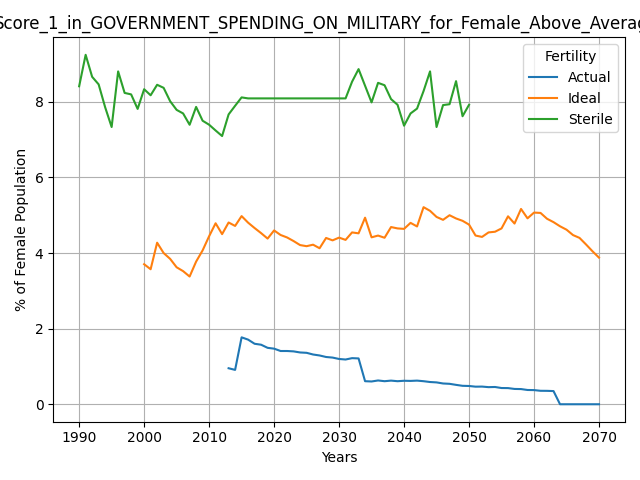 Score_1_in_GOVERNMENT_SPENDING_ON_MILITARY_for_Female_Above_Averag
Fertility
Actual
Ideal
Sterile
% of Female Population
8
6
4
2
0
1990 2000 2010 2020 2030 2040 2050 2060 2070
Years